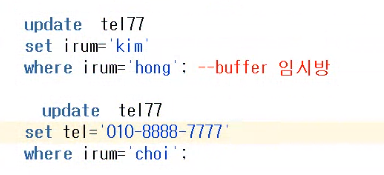 update tel77
set irum='kim'
where irum='hong'; --buffer 임시방
update tel77
set tel='010-8888-7777'
where irum='choi';